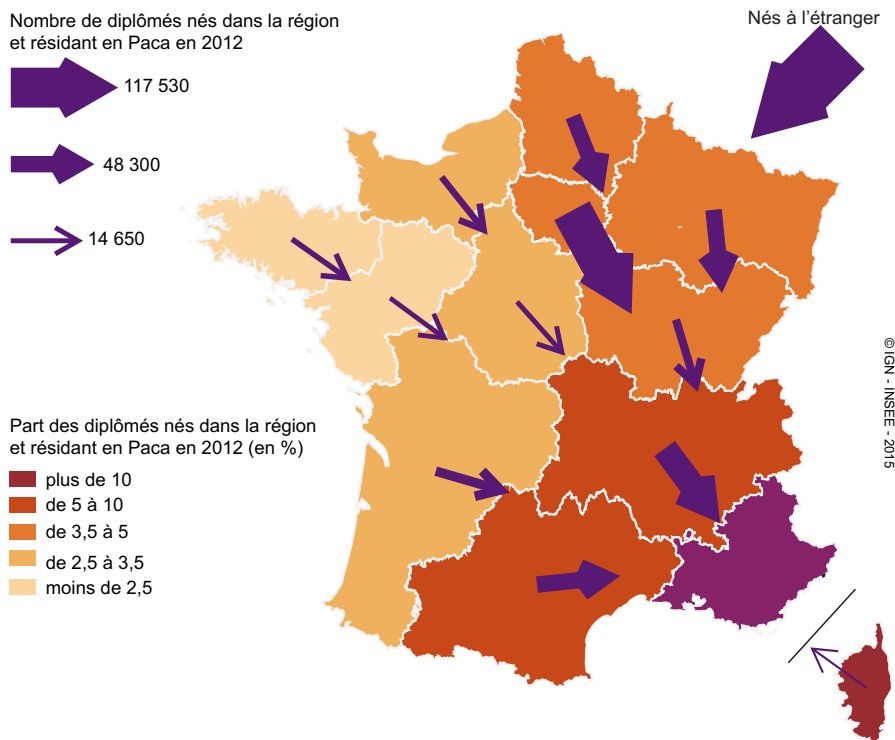 Nombre de diplômés nés dans la région
et résidant en Paca en 2012
117 530
48 300
14 650
Nés à l'étranger
Part des diplômés nés dans la région
et résidant en Paca en 2012 (en %)
plus de 10
de 5 à 10
de 3,5 à 5
de 2,5 à 3,5
moins de 2,5
© IGN - INSEE - 2015